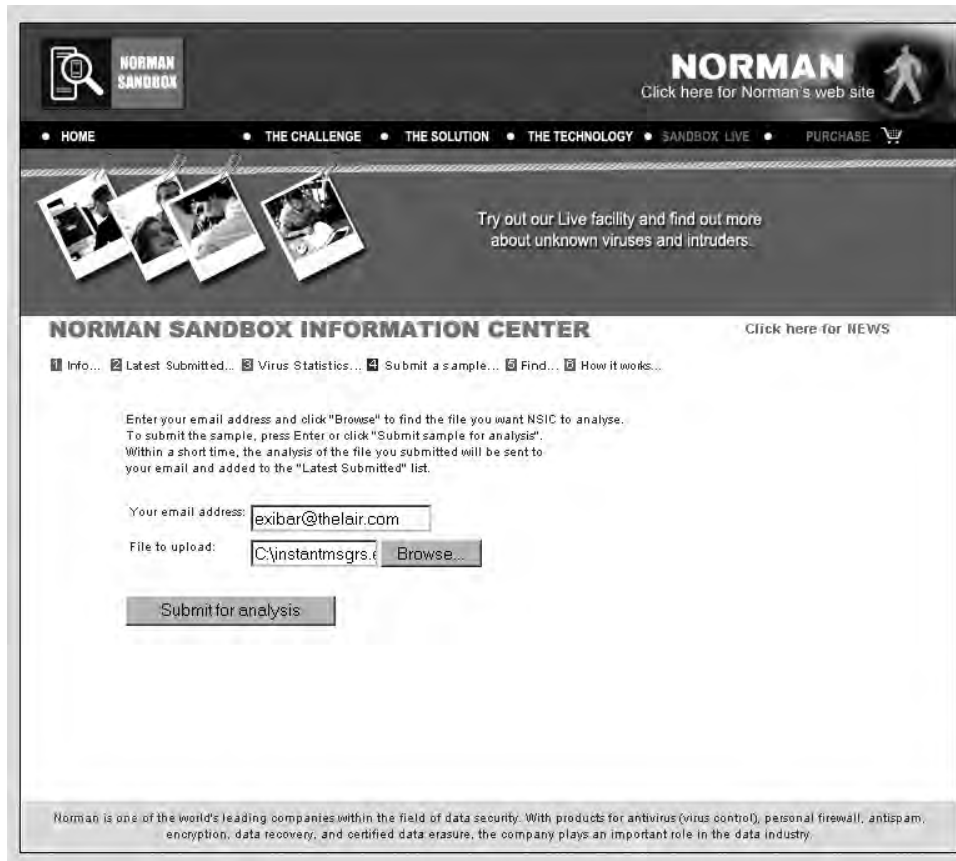 NORMAN
SANDBOX
NORMAN
Click here for Norman's web site
HOME
THE CHALLENGE
THE SOLUTION
THE TECHNOLOGY
SANDBOX LIVE
PURCHASE
Try out our Live facility and find out more
about unknown viruses and intruders.
NORMAN SANDBOX INFORMATION CENTER
Click here for NEWS
1 Info... 2 Latest Submitted... 3 Virus Statistics... 4 Submit a sample... 5 Find... 6 How it works...
Enter your email address and click "Browse" to find the file you want NSIC to analyse.
To submit the sample, press Enter or click "Submit sample for analysis".
Within a short time, the analysis of the file you submitted will be sent to
your email and added to the "Latest Submitted" list.
Your email address: exibar@thelair.com
File to upload: C:\instantmsgrs.e Browse...
Submit for analysis
Norman is one of the world's leading companies within the field of data security. With products for antivirus (virus control), personal firewall, antispam,
encryption, data recovery, and certified data erasure, the company plays an important role in the data industry.